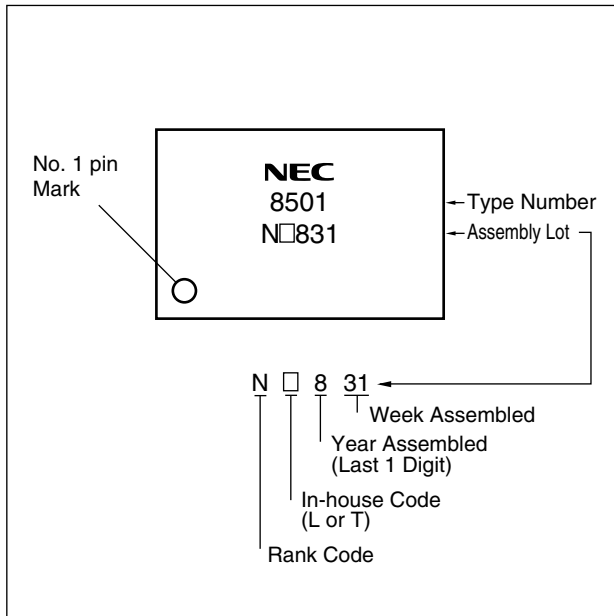 No. 1 pin
Mark
NEC
8501
N□831
Type Number
Assembly Lot
N □ 8 31
Week Assembled
Year Assembled
(Last 1 Digit)
In-house Code
(L or T)
Rank Code